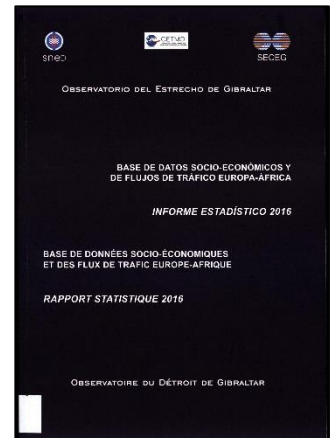 sneD
CETMO
SECEG
OBSERVATORIO DEL ESTRECHO DE GIBRALTAR
BASE DE DATOS SOCIO-ECONÓMICOS Y
DE FLUJOS DE TRÁFICO EUROPA-ÁFRICA
INFORME ESTADÍSTICO 2016
BASE DE DONNÉES SOCIO-ÉCONOMIQUES
ET DES FLUX DE TRAFIC EUROPE-AFRIQUE
RAPPORT STATISTIQUE 2016
OBSERVATOIRE DU DÉTROIT DE GIBRALTAR